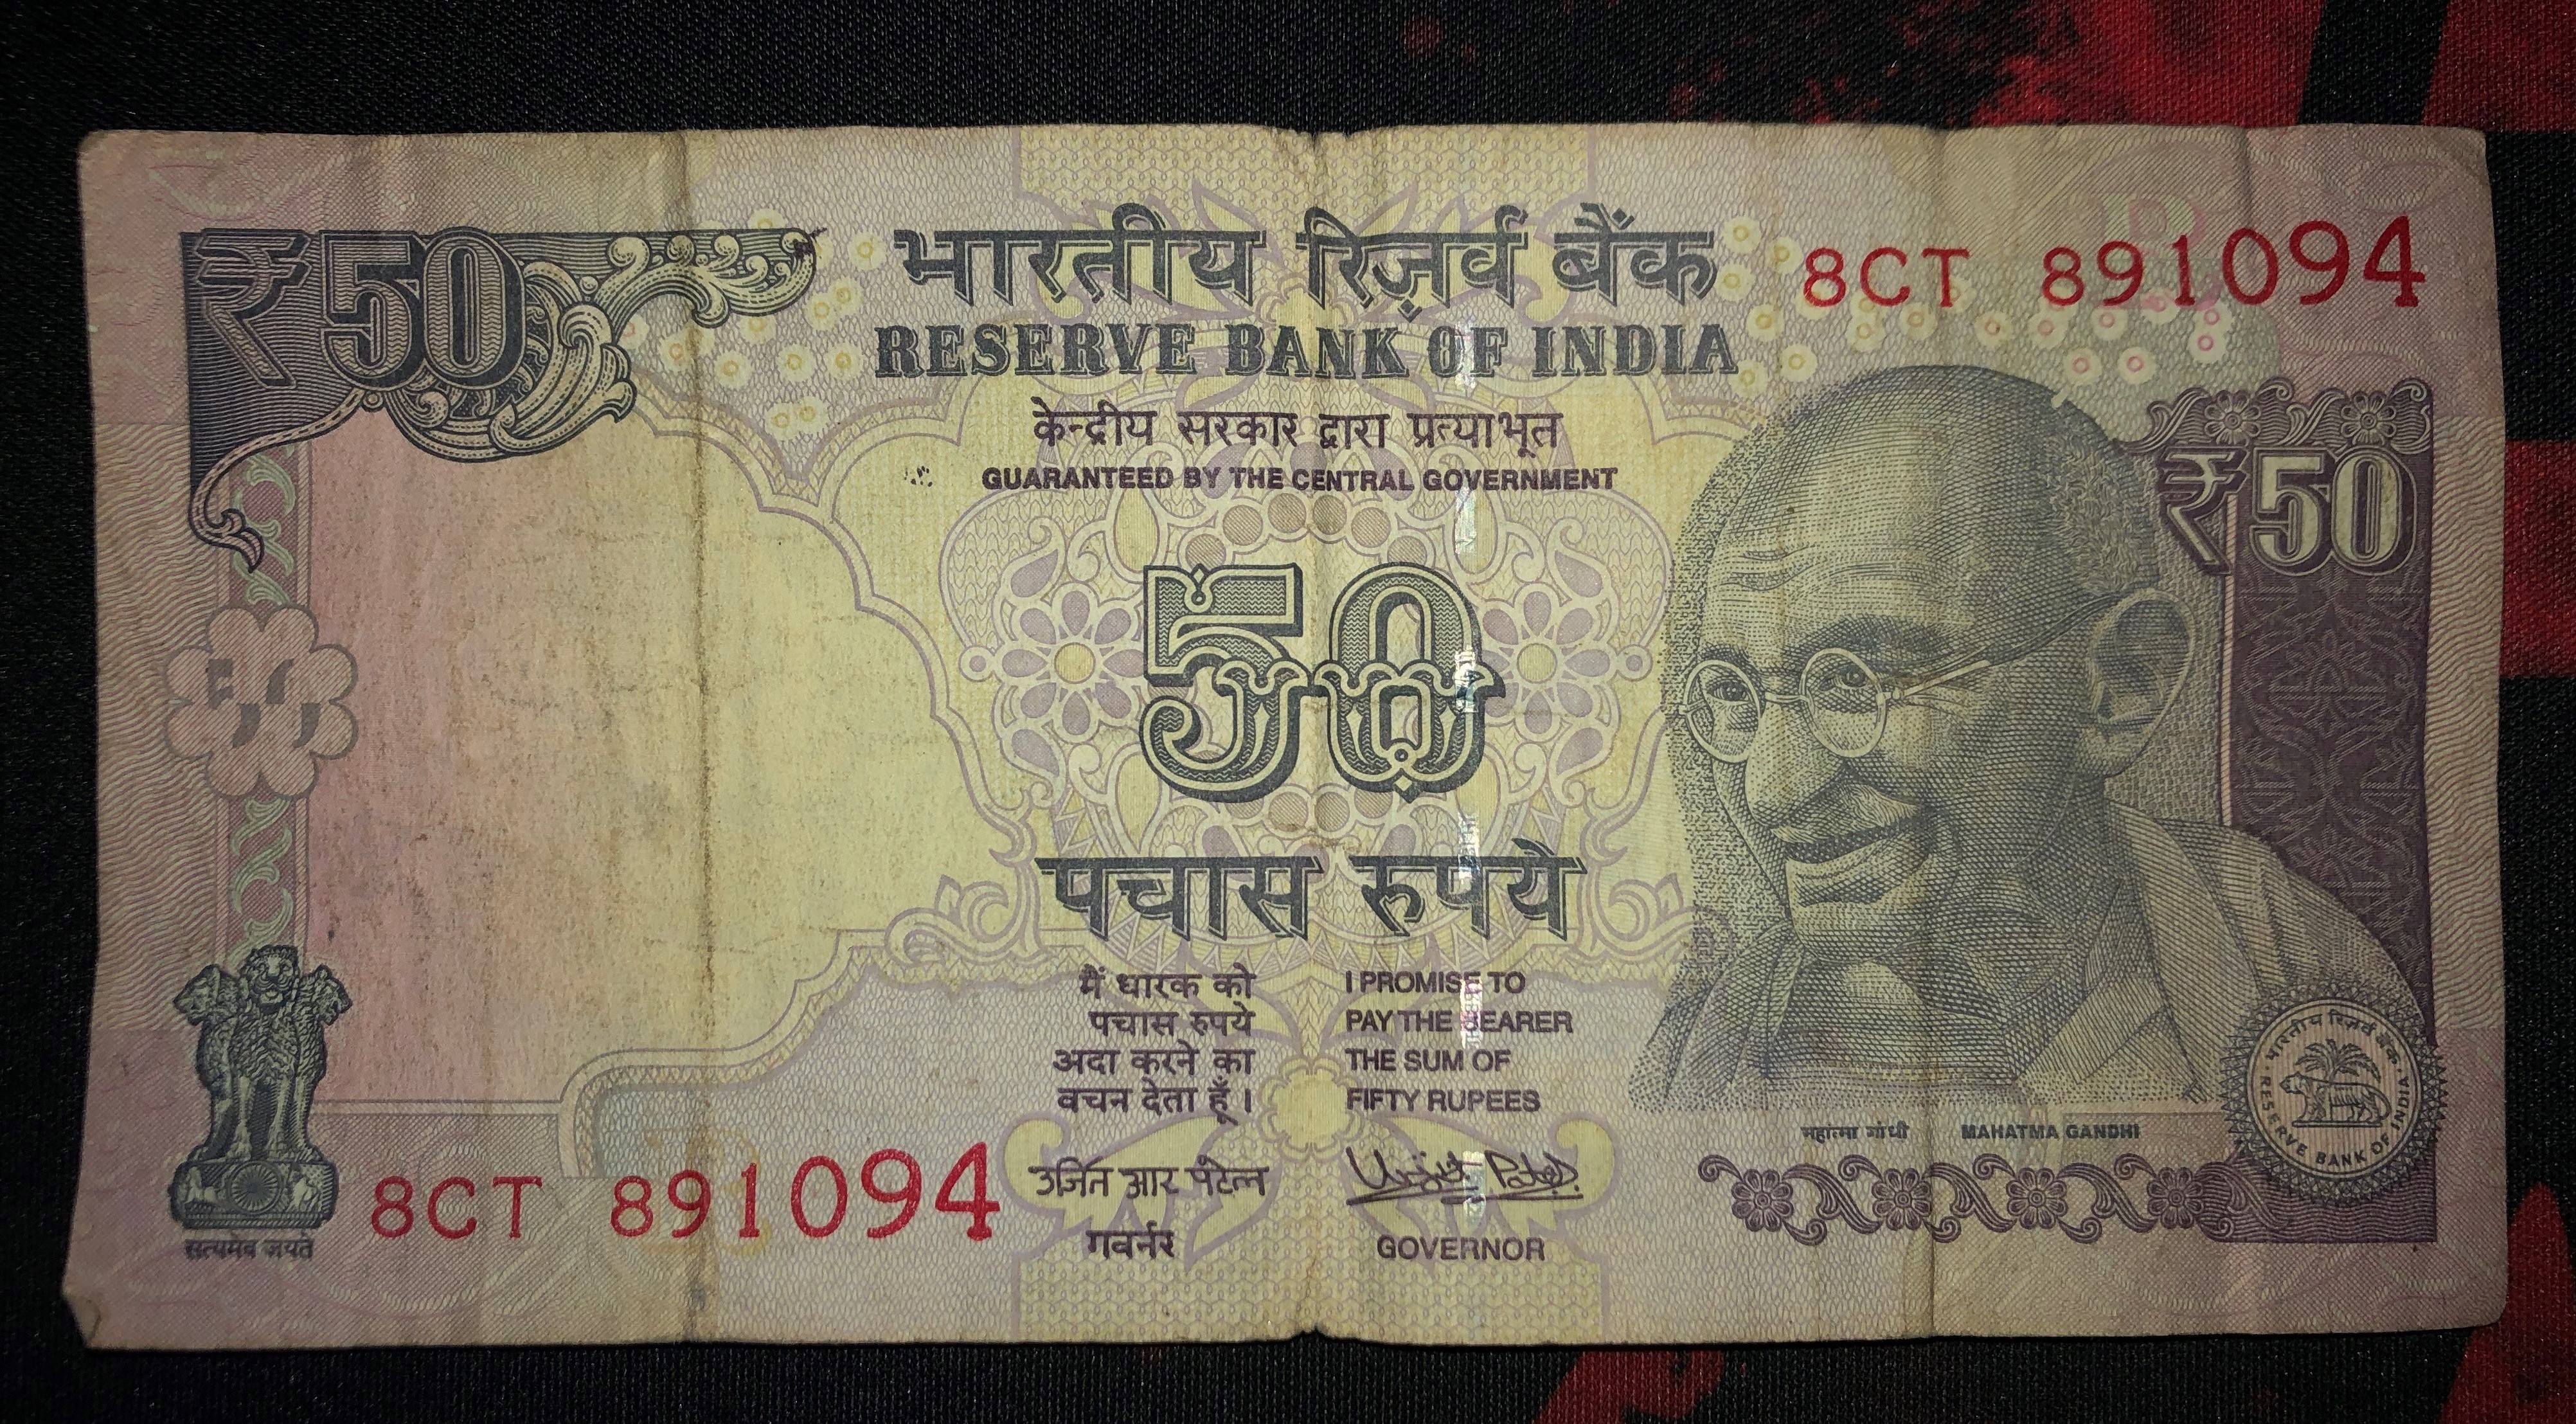 ₹50
भारतीय रिज़र्व बैंक
8CT 891094
RESERVE BANK OF INDIA
केन्द्रीय सरकार द्वारा प्रत्याभूत
GUARANTEED BY THE CENTRAL GOVERNMENT
₹50
50
पचास रुपये
मैं धारक को
पचास रुपये
अदा करने का
वचन देता हूँ।
I PROMISE TO
PAY THE BEARER
THE SUM OF
FIFTY RUPEES
महात्मा गांधी MAHATMA GANDHI
भारतीय रिज़र्व बैंक
RESERVE BANK OF INDIA
8CT 891094
उर्जित आर पटेल
Urjit Patel
गवर्नर
GOVERNOR
सत्यमेव जयते